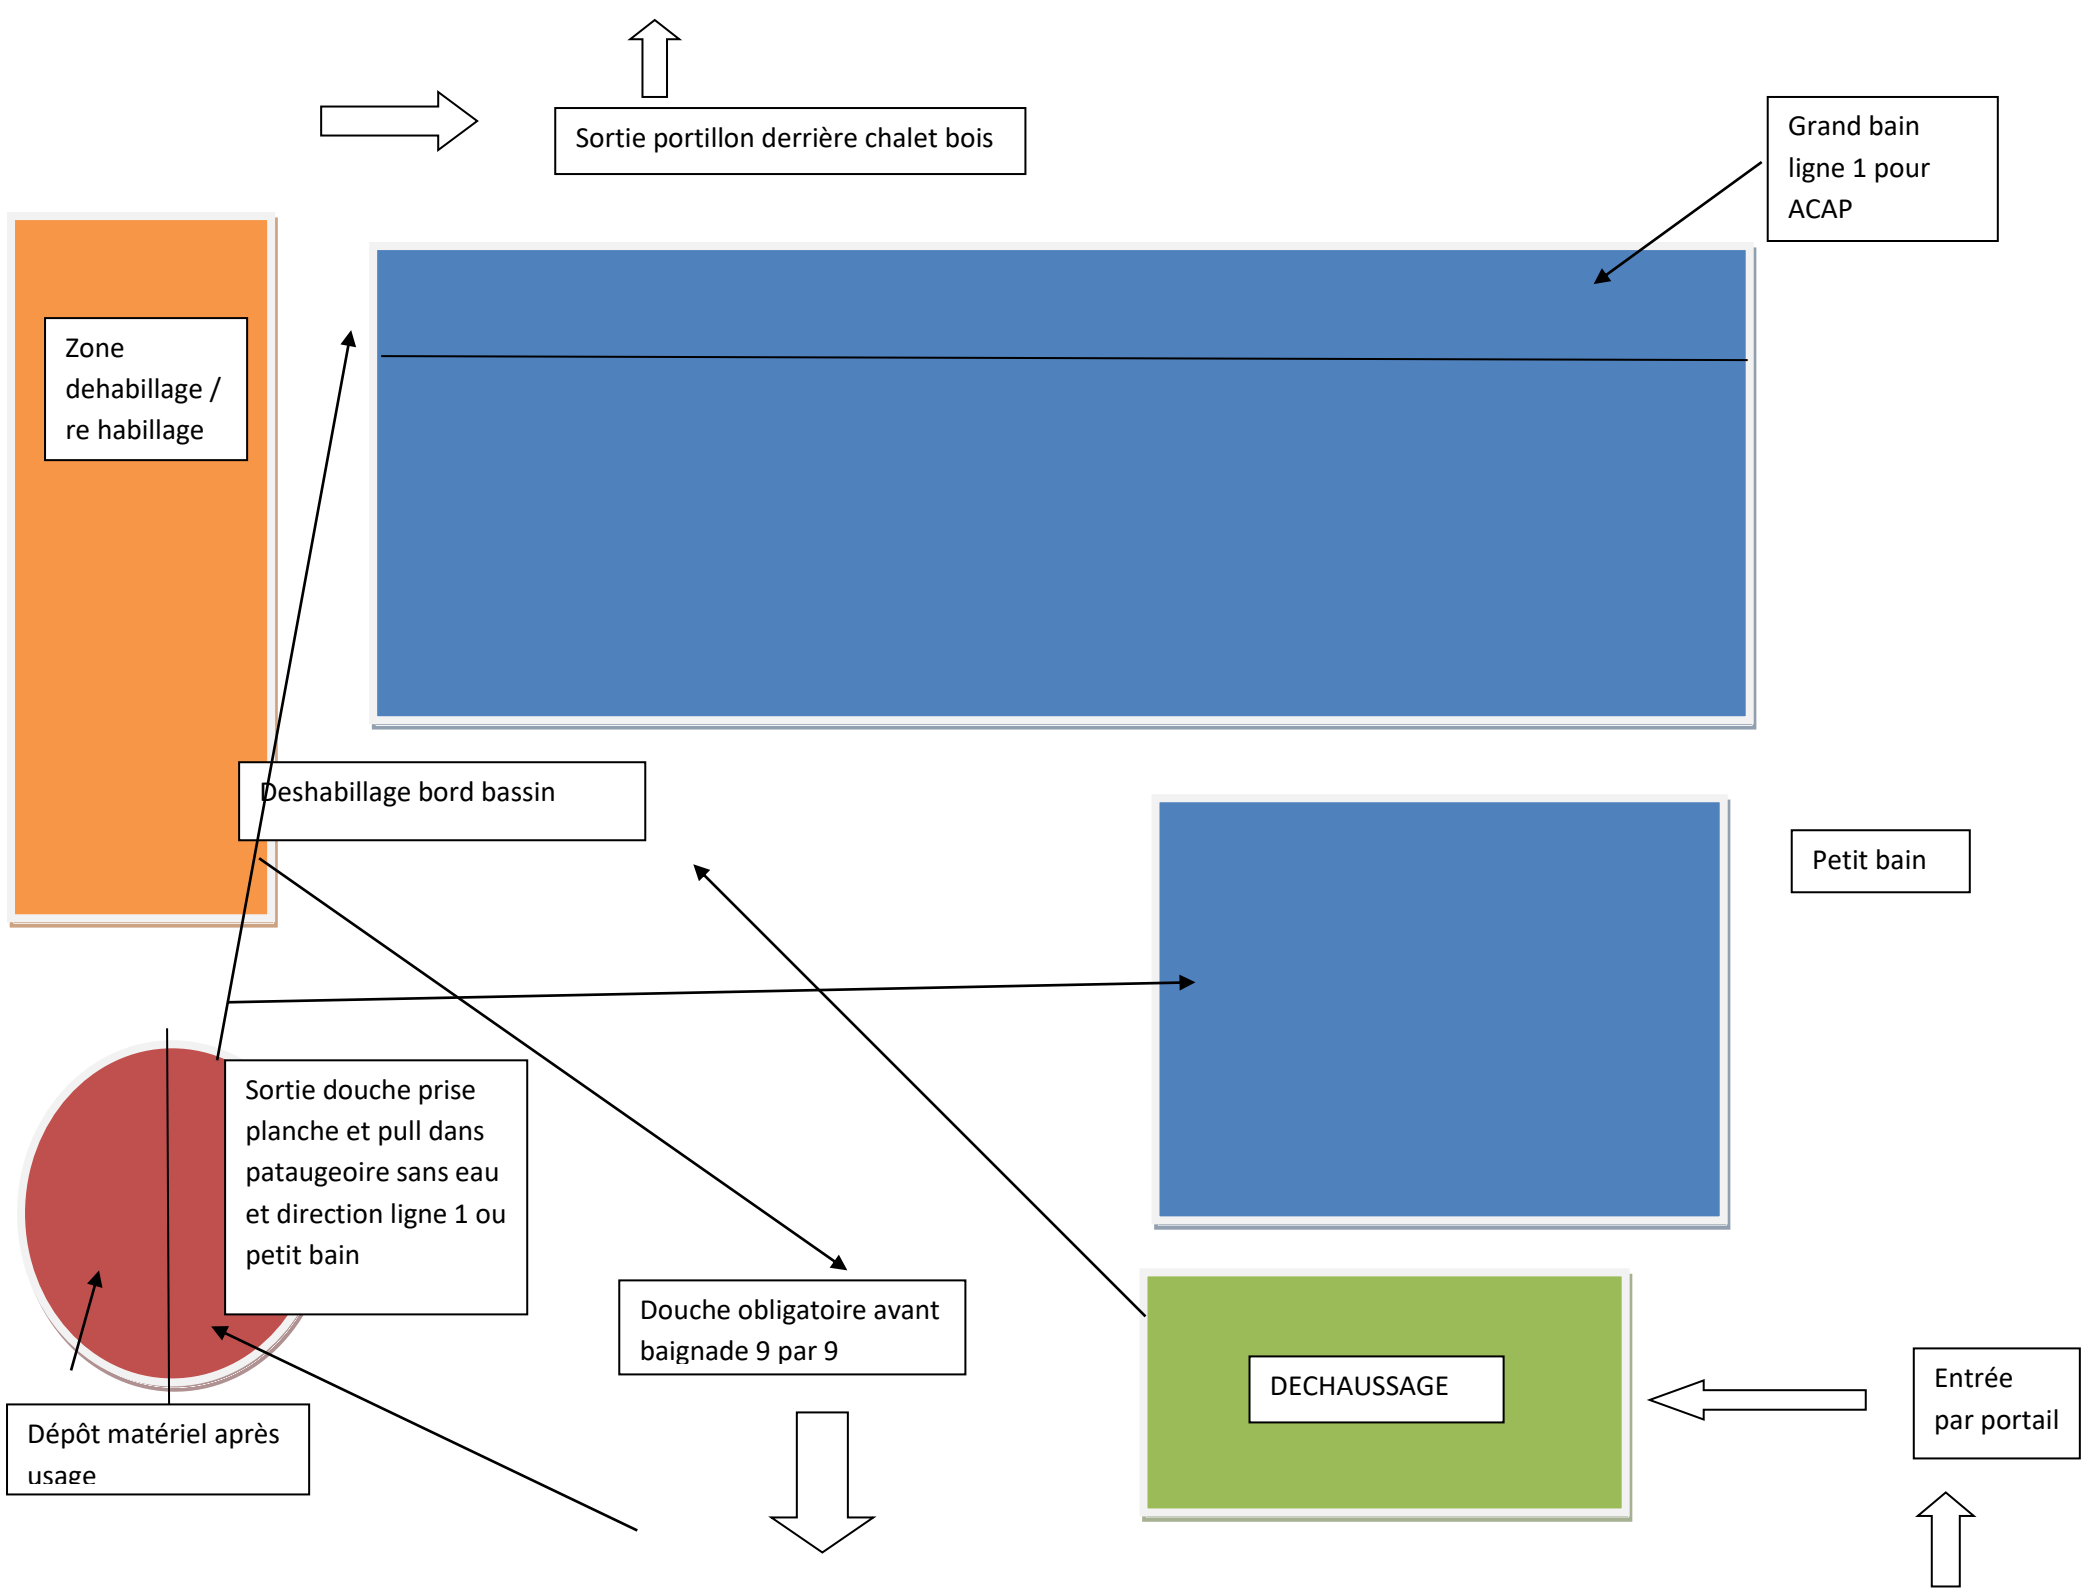 Sortie portillon derrière chalet bois
Grand bain
ligne 1 pour
ACAP
Zone
dehabillage /
re habillage
Deshabillage bord bassin
Petit bain
Sortie douche prise
planche et pull dans
pataugeoire sans eau
et direction ligne 1 ou
petit bain
Douche obligatoire avant
baignade 9 par 9
DECHAUSSAGE
Entrée
par portail
Dépôt matériel après
usage